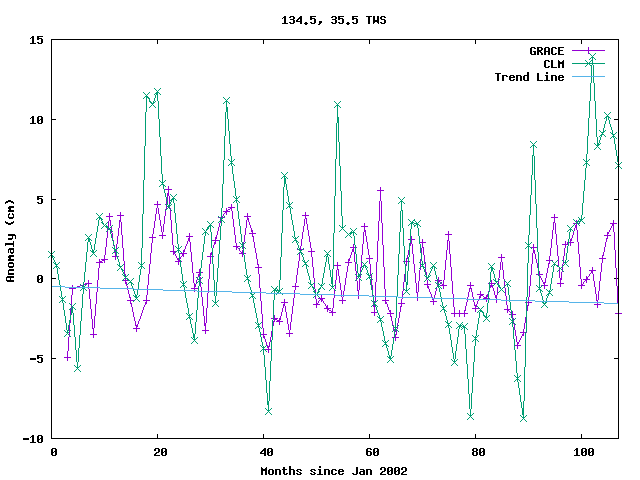 134.5, 35.5 TWS
GRACE
CLM
Trend Line
15
10
5
0
-5
-10
Anomaly (cm)
0 20 40 60 80 100
Months since Jan 2002